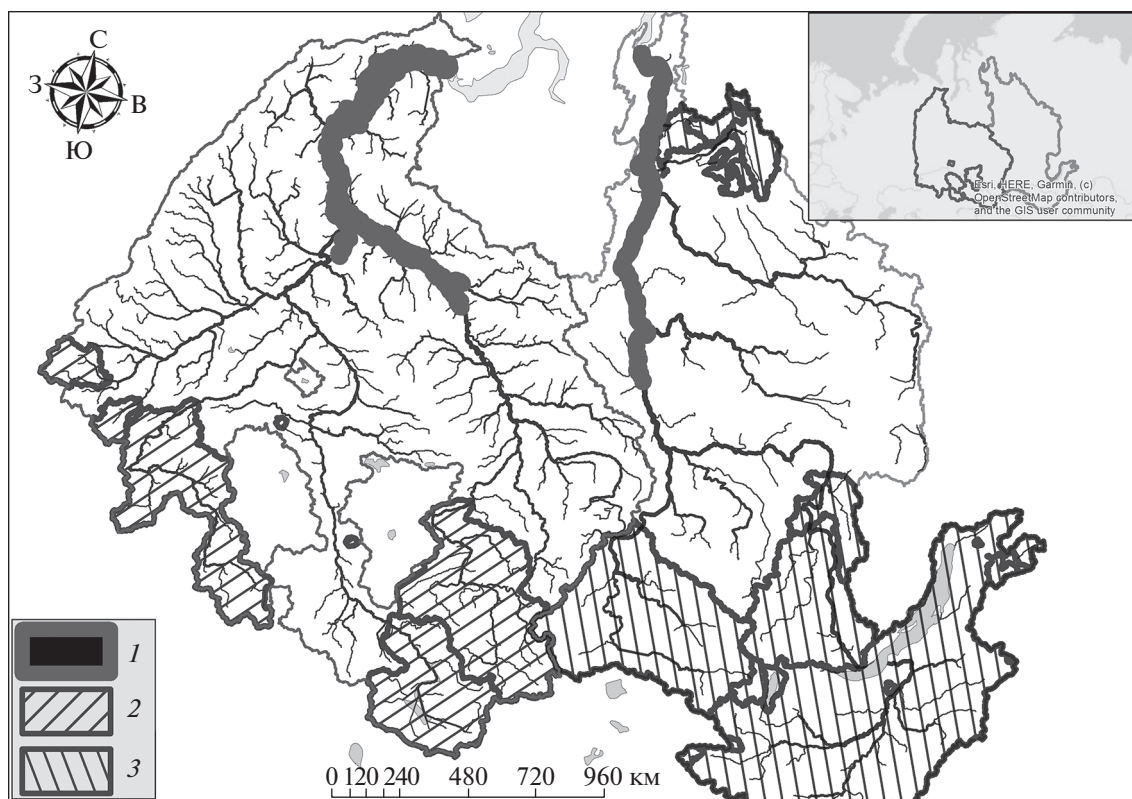 С
З
В
Ю
Esri, HERE, Garmin, (c)
OpenStreetMap contributors,
and the GIS user community
1
2
3
0 120 240 480 720 960 км